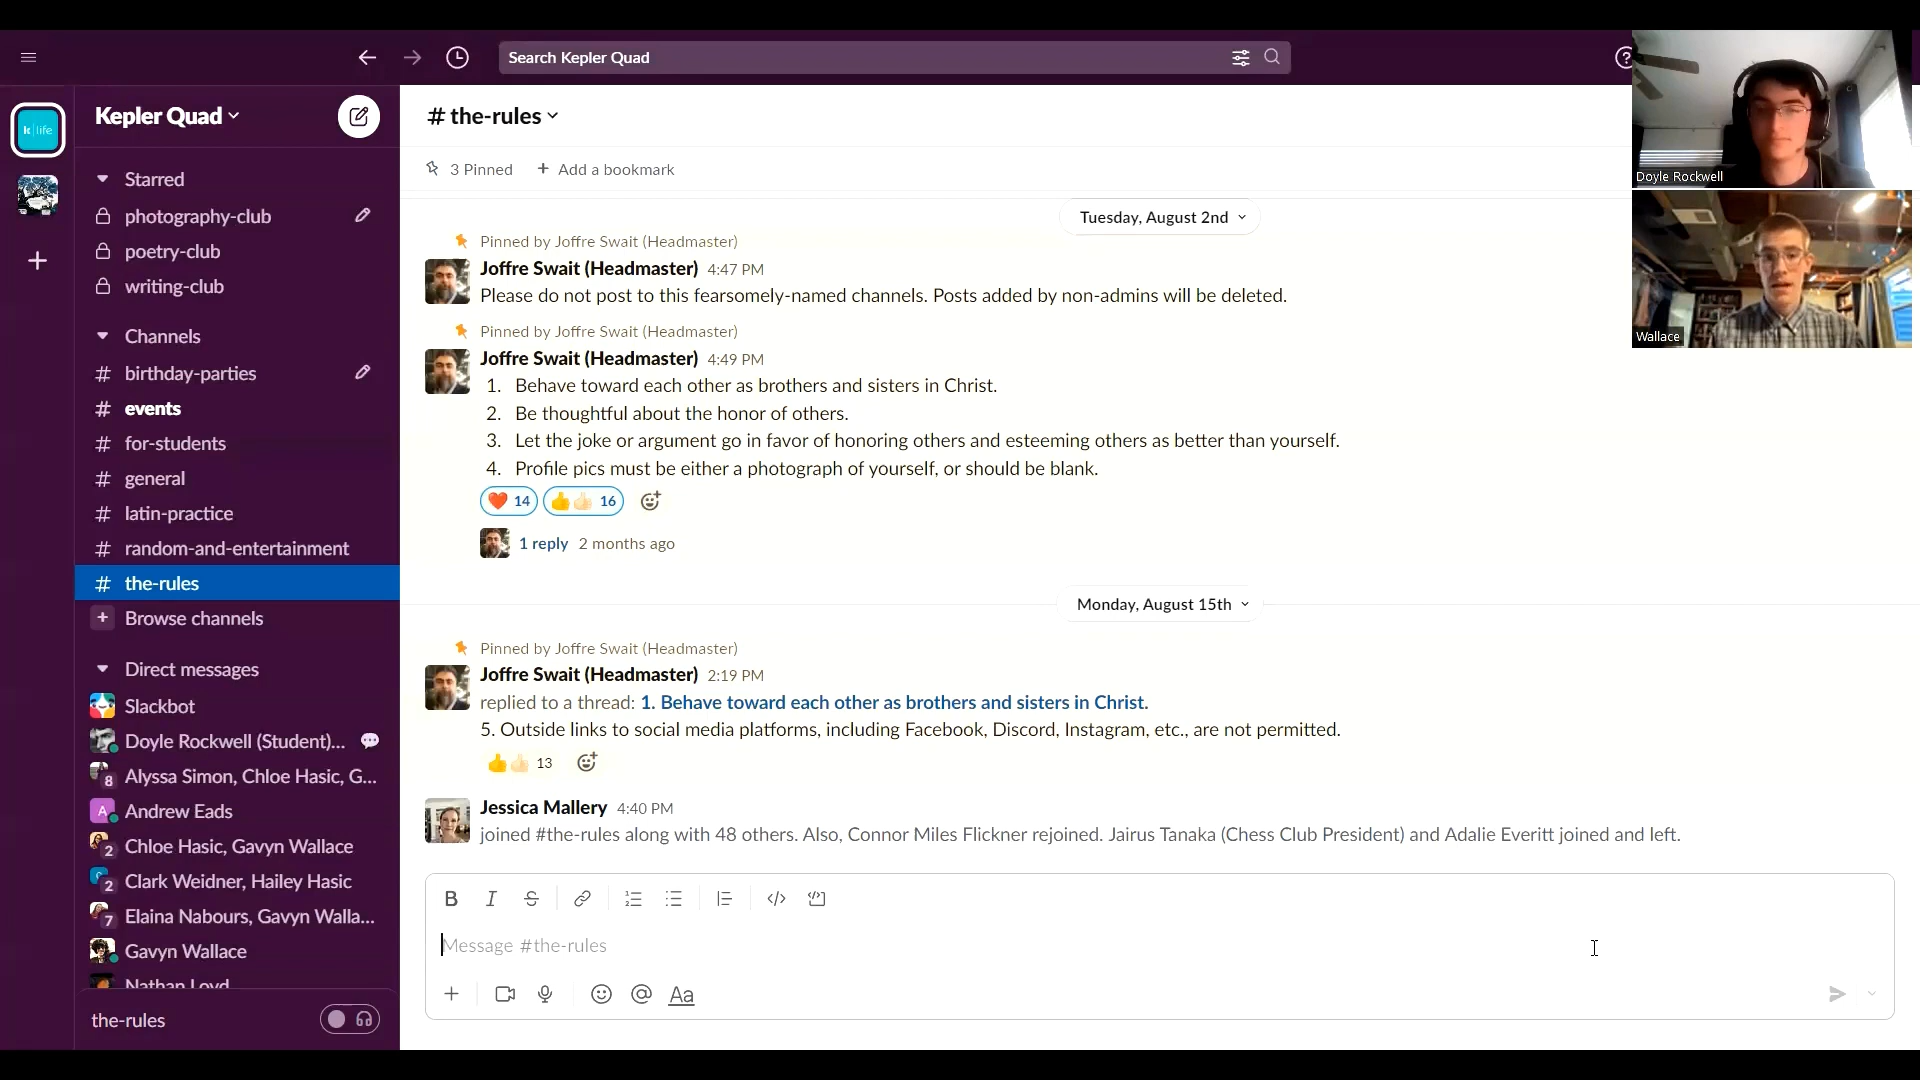 Search Kepler Quad
k|life
Kepler Quad
Starred
photography-club
poetry-club
writing-club
Channels
# birthday-parties
# events
# for-students
# general
# latin-practice
# random-and-entertainment
# the-rules
+ Browse channels
Direct messages
Slackbot
Doyle Rockwell (Student)...
8 Alyssa Simon, Chloe Hasic, G...
A Andrew Eads
2 Chloe Hasic, Gavyn Wallace
2 Clark Weidner, Hailey Hasic
7 Elaina Nabours, Gavyn Walla...
Gavyn Wallace
Nathan Loyd
the-rules
# the-rules
3 Pinned + Add a bookmark
Tuesday, August 2nd
Pinned by Joffre Swait (Headmaster)
Joffre Swait (Headmaster) 4:47 PM
Please do not post to this fearsomely-named channels. Posts added by non-admins will be deleted.
Pinned by Joffre Swait (Headmaster)
Joffre Swait (Headmaster) 4:49 PM
1. Behave toward each other as brothers and sisters in Christ.
2. Be thoughtful about the honor of others.
3. Let the joke or argument go in favor of honoring others and esteeming others as better than yourself.
4. Profile pics must be either a photograph of yourself, or should be blank.
❤️ 14 👍👍🏻 16
1 reply 2 months ago
Monday, August 15th
Pinned by Joffre Swait (Headmaster)
Joffre Swait (Headmaster) 2:19 PM
replied to a thread: 1. Behave toward each other as brothers and sisters in Christ.
5. Outside links to social media platforms, including Facebook, Discord, Instagram, etc., are not permitted.
👍👍🏻 13
Jessica Mallery 4:40 PM
joined #the-rules along with 48 others. Also, Connor Miles Flickner rejoined. Jairus Tanaka (Chess Club President) and Adalie Everitt joined and left.
B I S
Message #the-rules
+ @ Aa
Doyle Rockwell
Wallace